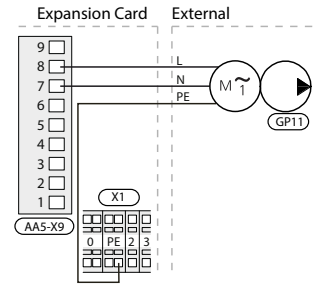 Expansion Card External
9
8
7
6
5
4
3
2
1
L
N
PE
M ~
1
GP11
X1
AA5-X9
0 PE 2 3